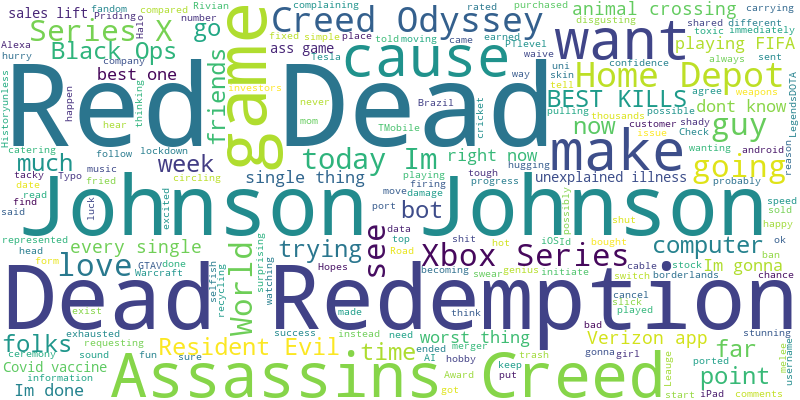 sales lift Priding Halo fandom Rivian complaining rated purchased animal crossing carrying
Series X compared number Creed Odyssey shared different
Alexa hurry go ass game fixed simple place told moving came earned PTlevel disgusting toxic immediately
Black Ops company Tesla waive want playing FIFA always sent
best one friends game cause confidence uni skin Home Depot agree weapons
Red Dead tell thousands
Historyunless happen thinking investors never way BEST KILLS possible LegendsDOTA
hear mom Brazil cricket pulling customer shady Check dont know reason
catering follow lockdown TMobile make issue now guy wanting android
much week today Im right now hugging going
tacky Typo music fried circling single thing playing tough progress firing unexplained illness probably
date read find said luck excited move damage bot port possibly speed sold happy
Johnson Johnson
represented every single trying see data top shit hot iOSId shut computer ok
head form GTAV done World surprising Road Xbox Series bought cable slick Im gonna ban
love Warcraft selfish recycling watching Hopes becoming swear genius initiate switch stock borderlands chance
Dead Redemption
exist made think cancel played stunning
folks exhausted requesting success instead need worst thing bad Verizon app far melee username
ceremony sound fun sure Resident Evil time ended merger gonna girl ported
Covid vaccine AI hobby trash Leauge iPad point
information Im done Assassins Creed Award got keep put start comments